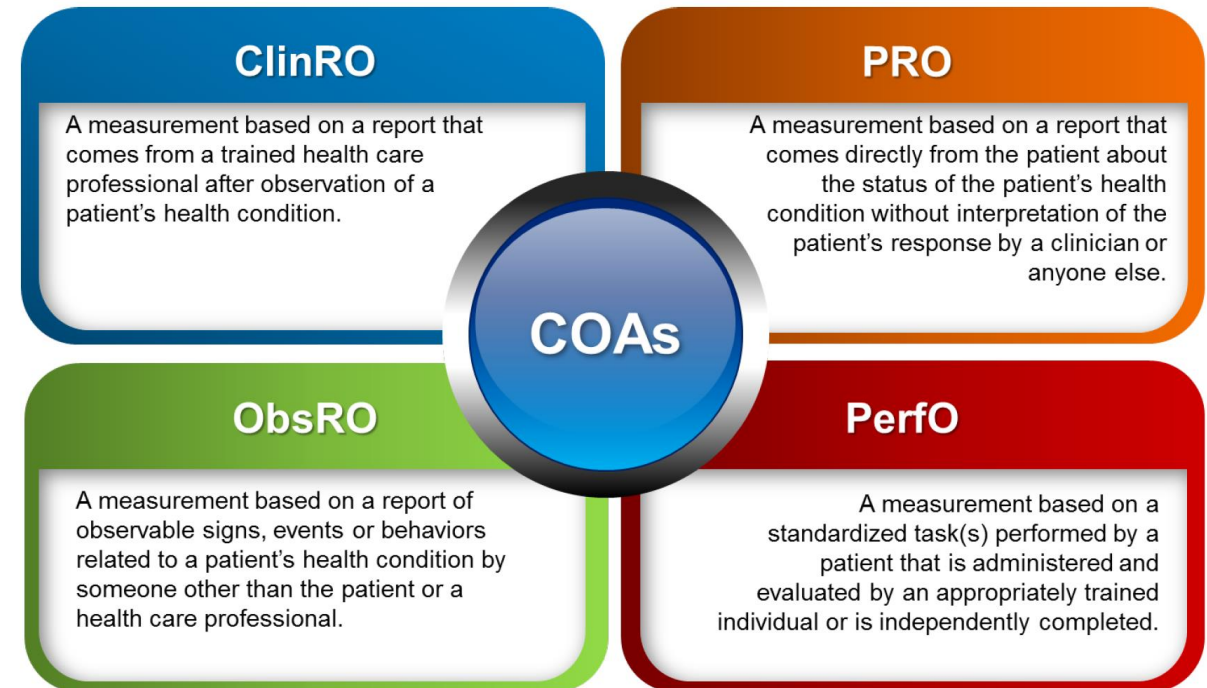 ClinRO
A measurement based on a report that
comes from a trained health care
professional after observation of a
patient’s health condition.
PRO
A measurement based on a report that
comes directly from the patient about
the status of the patient’s health
condition without interpretation of the
patient’s response by a clinician or
anyone else.
COAs
ObsRO
A measurement based on a report of
observable signs, events or behaviors
related to a patient’s health condition by
someone other than the patient or a
health care professional.
PerfO
A measurement based on a
standardized task(s) performed by a
patient that is administered and
evaluated by an appropriately trained
individual or is independently completed.